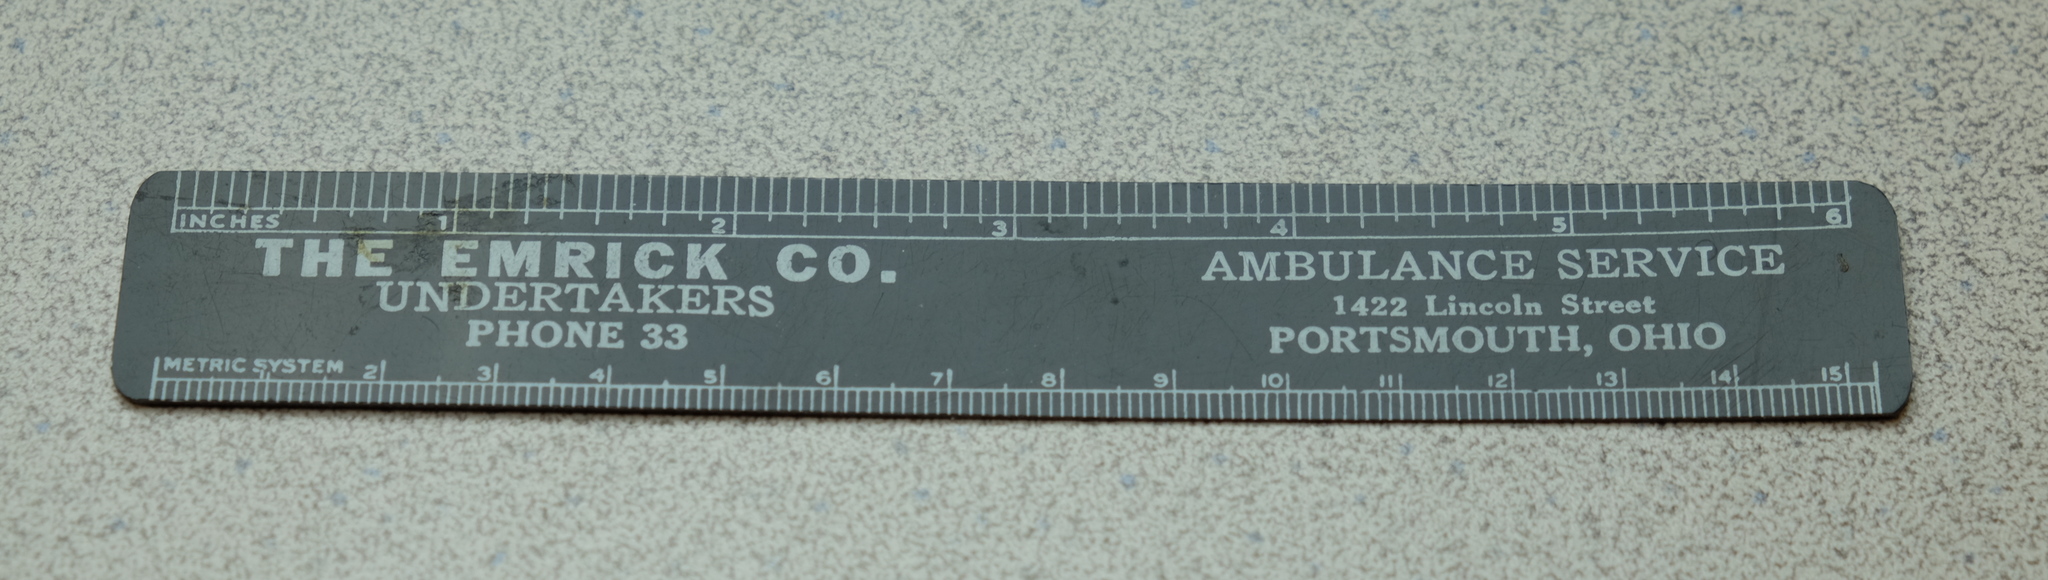 INCHES 1 2 3 4 5 6
THE EMRICK CO.
UNDERTAKERS
PHONE 33
AMBULANCE SERVICE
1422 Lincoln Street
PORTSMOUTH, OHIO
METRIC SYSTEM 2 3 4 5 6 7 8 9 10 11 12 13 14 15